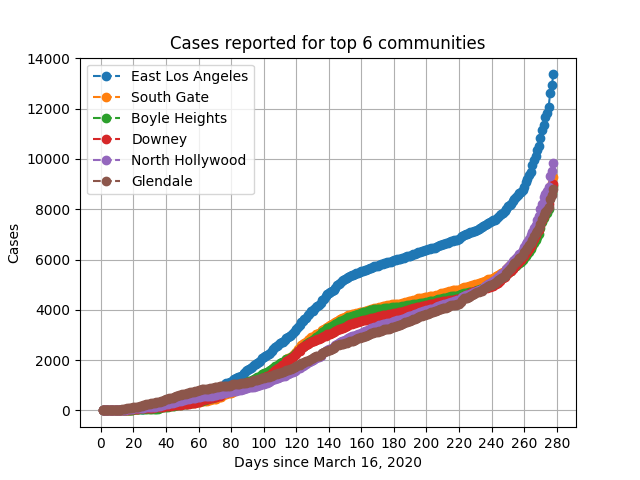 Cases reported for top 6 communities
14000
12000
10000
8000
6000
4000
2000
0
Cases
East Los Angeles
South Gate
Boyle Heights
Downey
North Hollywood
Glendale
0 20 40 60 80 100 120 140 160 180 200 220 240 260 280
Days since March 16, 2020